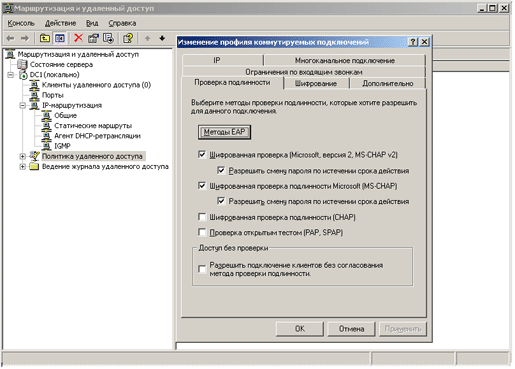 Маршрутизация и удаленный доступ
Консоль Действие Вид Справка
Маршрутизация и удаленный доступ
Состояние сервера
DC1 (локально)
Клиенты удаленного доступа (0)
Порты
IP-маршрутизация
Общие
Статические маршруты
Агент DHCP-ретрансляции
IGMP
Политика удаленного доступа
Ведение журнала удаленного доступа
Изменение профиля коммутируемых подключений
IP Многоканальное подключение
Ограничения по входящим звонкам
Проверка подлинности Шифрование Дополнительно
Выберите методы проверки подлинности, которые хотите разрешить
для данного подключения.
Методы EAP
Шифрованная проверка (Microsoft, версия 2, MS-CHAP v2)
Разрешить смену пароля по истечении срока действия
Шифрованная проверка подлинности Microsoft (MS-CHAP)
Разрешить смену пароля по истечении срока действия
Шифрованная проверка подлинности (CHAP)
Проверка открытым тестом (PAP, SPAP)
Доступ без проверки
Разрешить подключение клиентов без согласования
метода проверки подлинности.
OK Отмена Применить